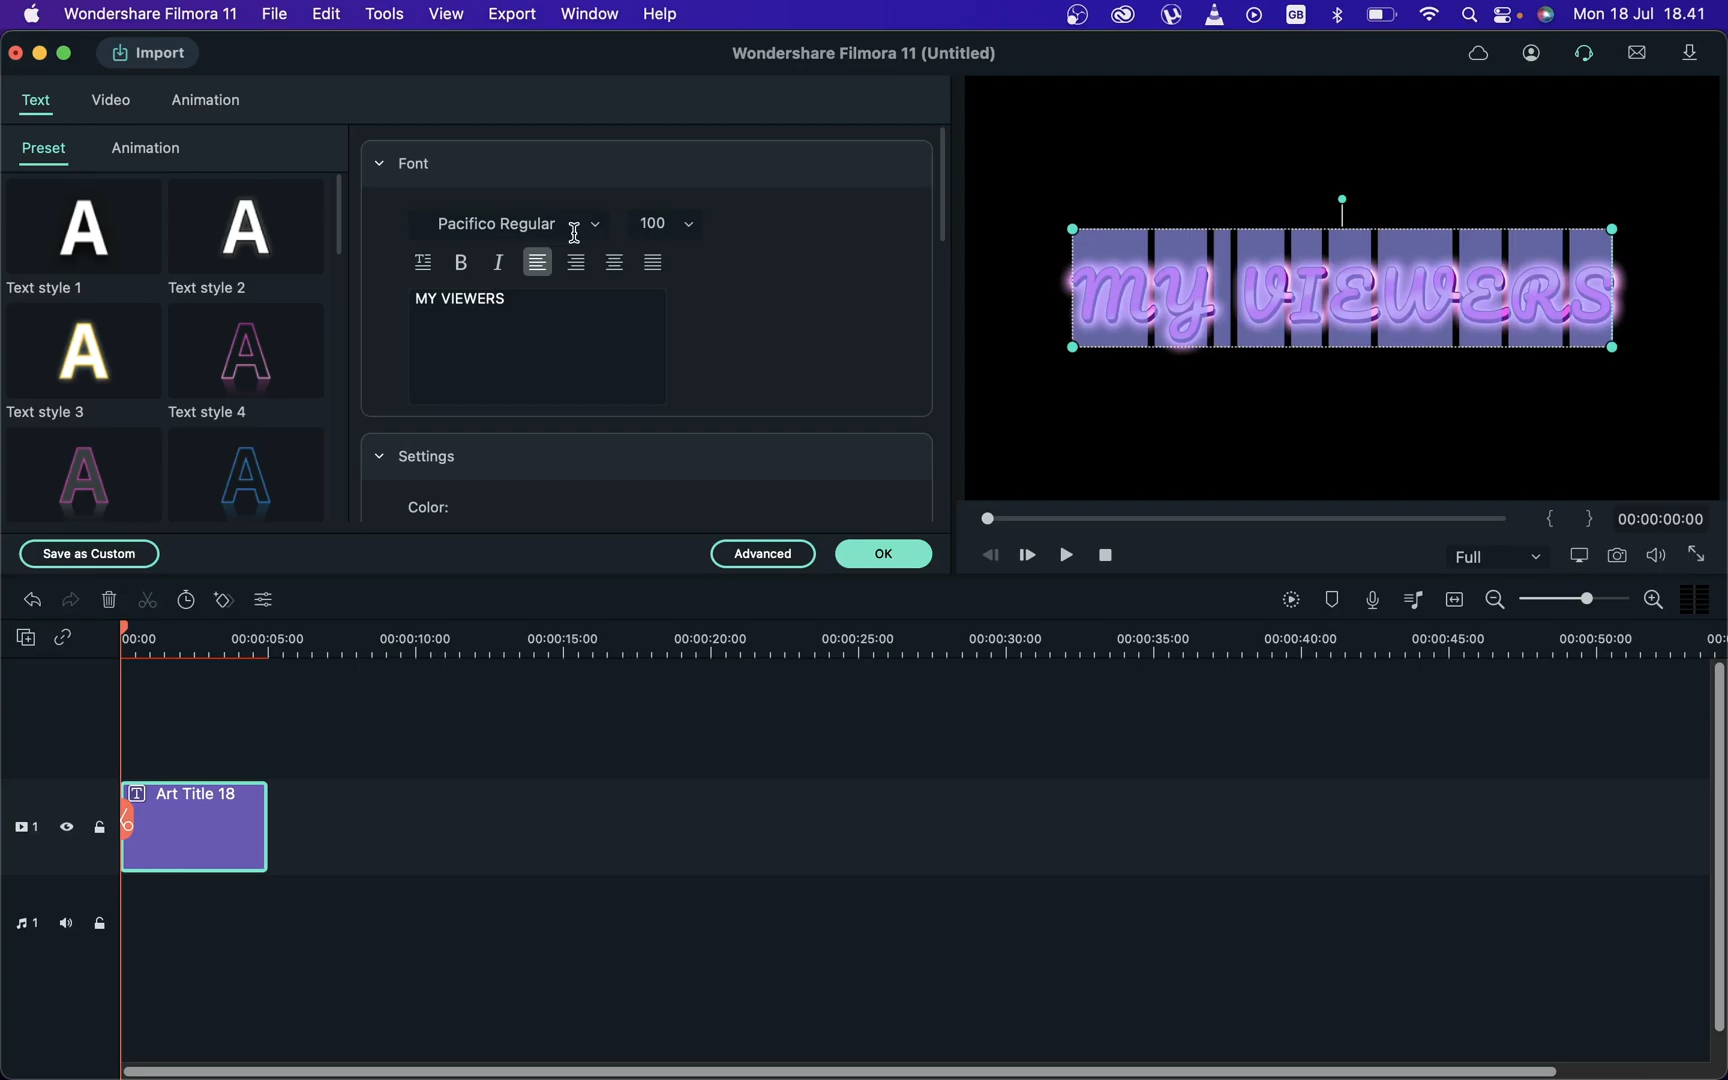 Wondershare Filmora 11 File Edit Tools View Export Window Help GB Mon 18 Jul 18.41
Import Wondershare Filmora 11 (Untitled)
Text Video Animation
Preset Animation
Font
Pacifico Regular 100
B I
MY VIEWERS
MY VIEWERS
A A
Text style 1 Text style 2
A A
Text style 3 Text style 4
A A
Settings
Color:
Save as Custom Advanced OK
00:00:00:00
Full
00:00 00:00:05:00 00:00:10:00 00:00:15:00 00:00:20:00 00:00:25:00 00:00:30:00 00:00:35:00 00:00:40:00 00:00:45:00 00:00:50:00 00:
T Art Title 18
1
1